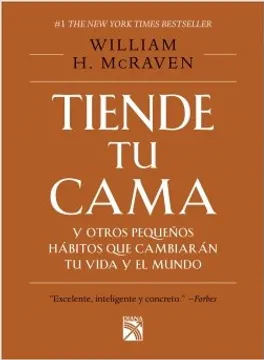 #1 THE NEW YORK TIMES BESTSELLER
WILLIAM
H. McRAVEN
TIENDE
TU
CAMA
Y OTROS PEQUEÑOS
HÁBITOS QUE CAMBIARÁN
TU VIDA Y EL MUNDO
"Excelente, inteligente y concreto." —Forbes
DIANA